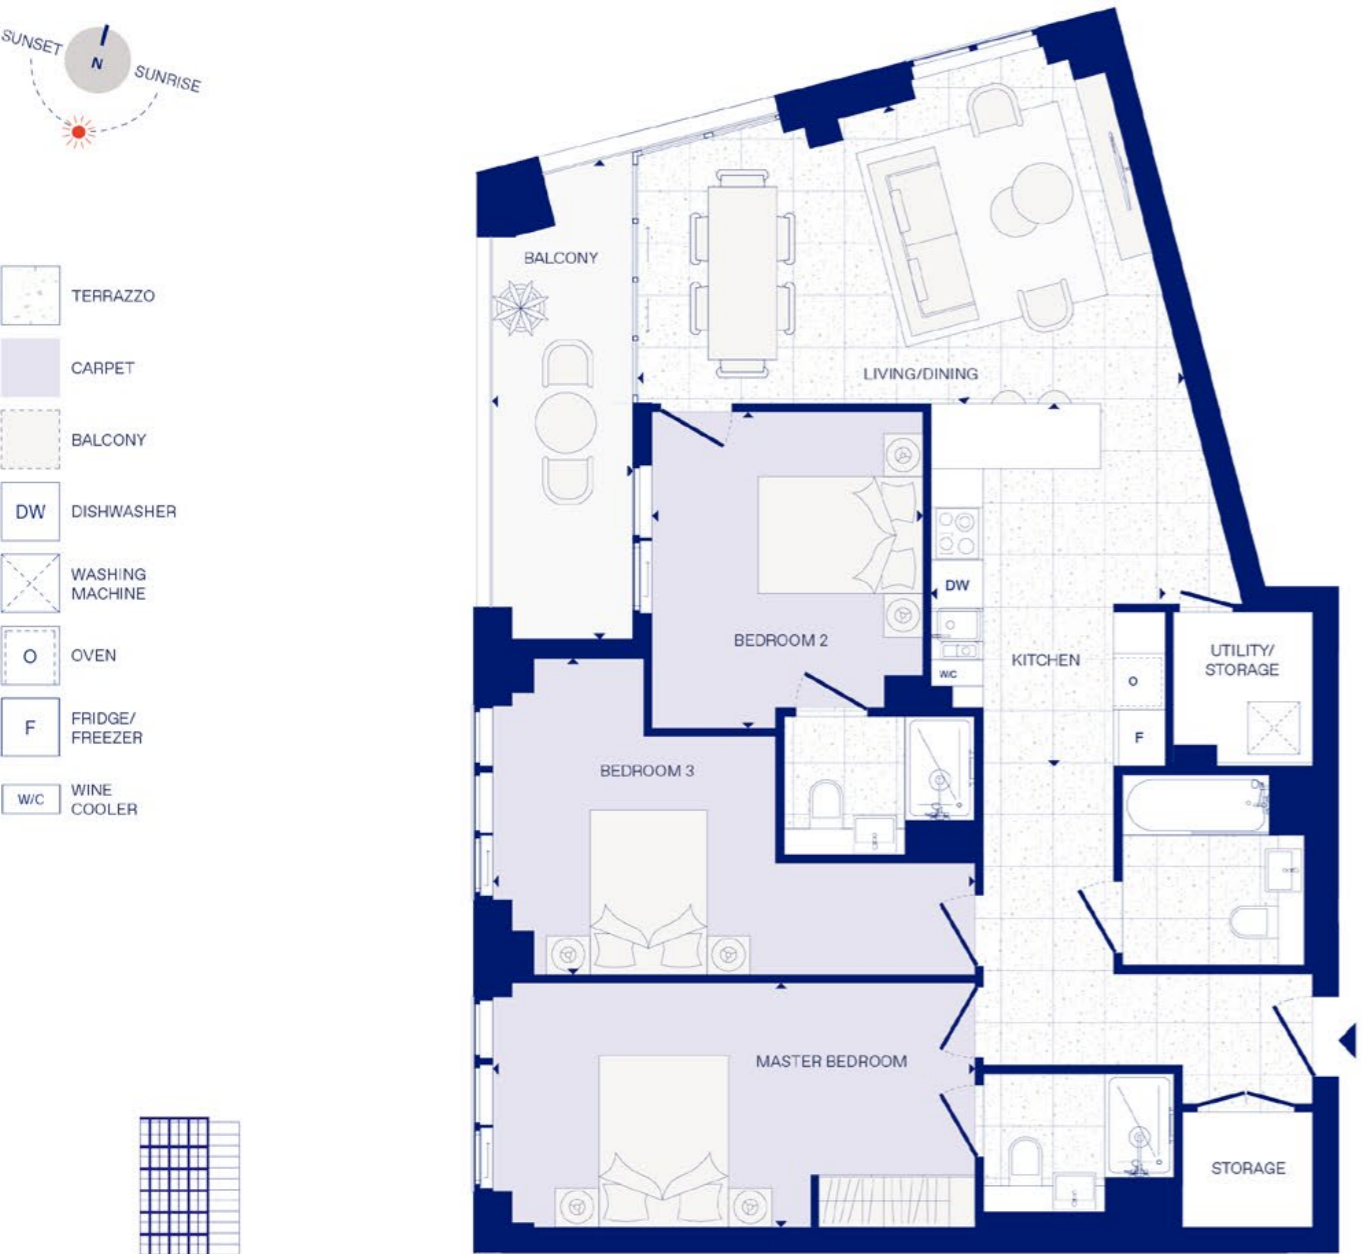 SUNSET
N
SUNRISE
TERRAZZO
CARPET
BALCONY
DW
DISHWASHER
WASHING
MACHINE
O
OVEN
F
FRIDGE/
FREEZER
W/C
WINE
COOLER
BALCONY
LIVING/DINING
DW
BEDROOM 2
W/C
KITCHEN
UTILITY/
STORAGE
O
F
BEDROOM 3
MASTER BEDROOM
STORAGE